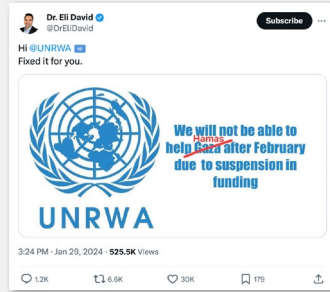 Dr. Eli David
@DrEliDavid
Subscribe
Hi @UNRWA
Fixed it for you.
We will not be able to
Hamas
help Gaza after February
due to suspension in
funding
UNRWA
3:24 PM · Jan 29, 2024 · 525.5K Views
1.2K
6.6K
30K
179